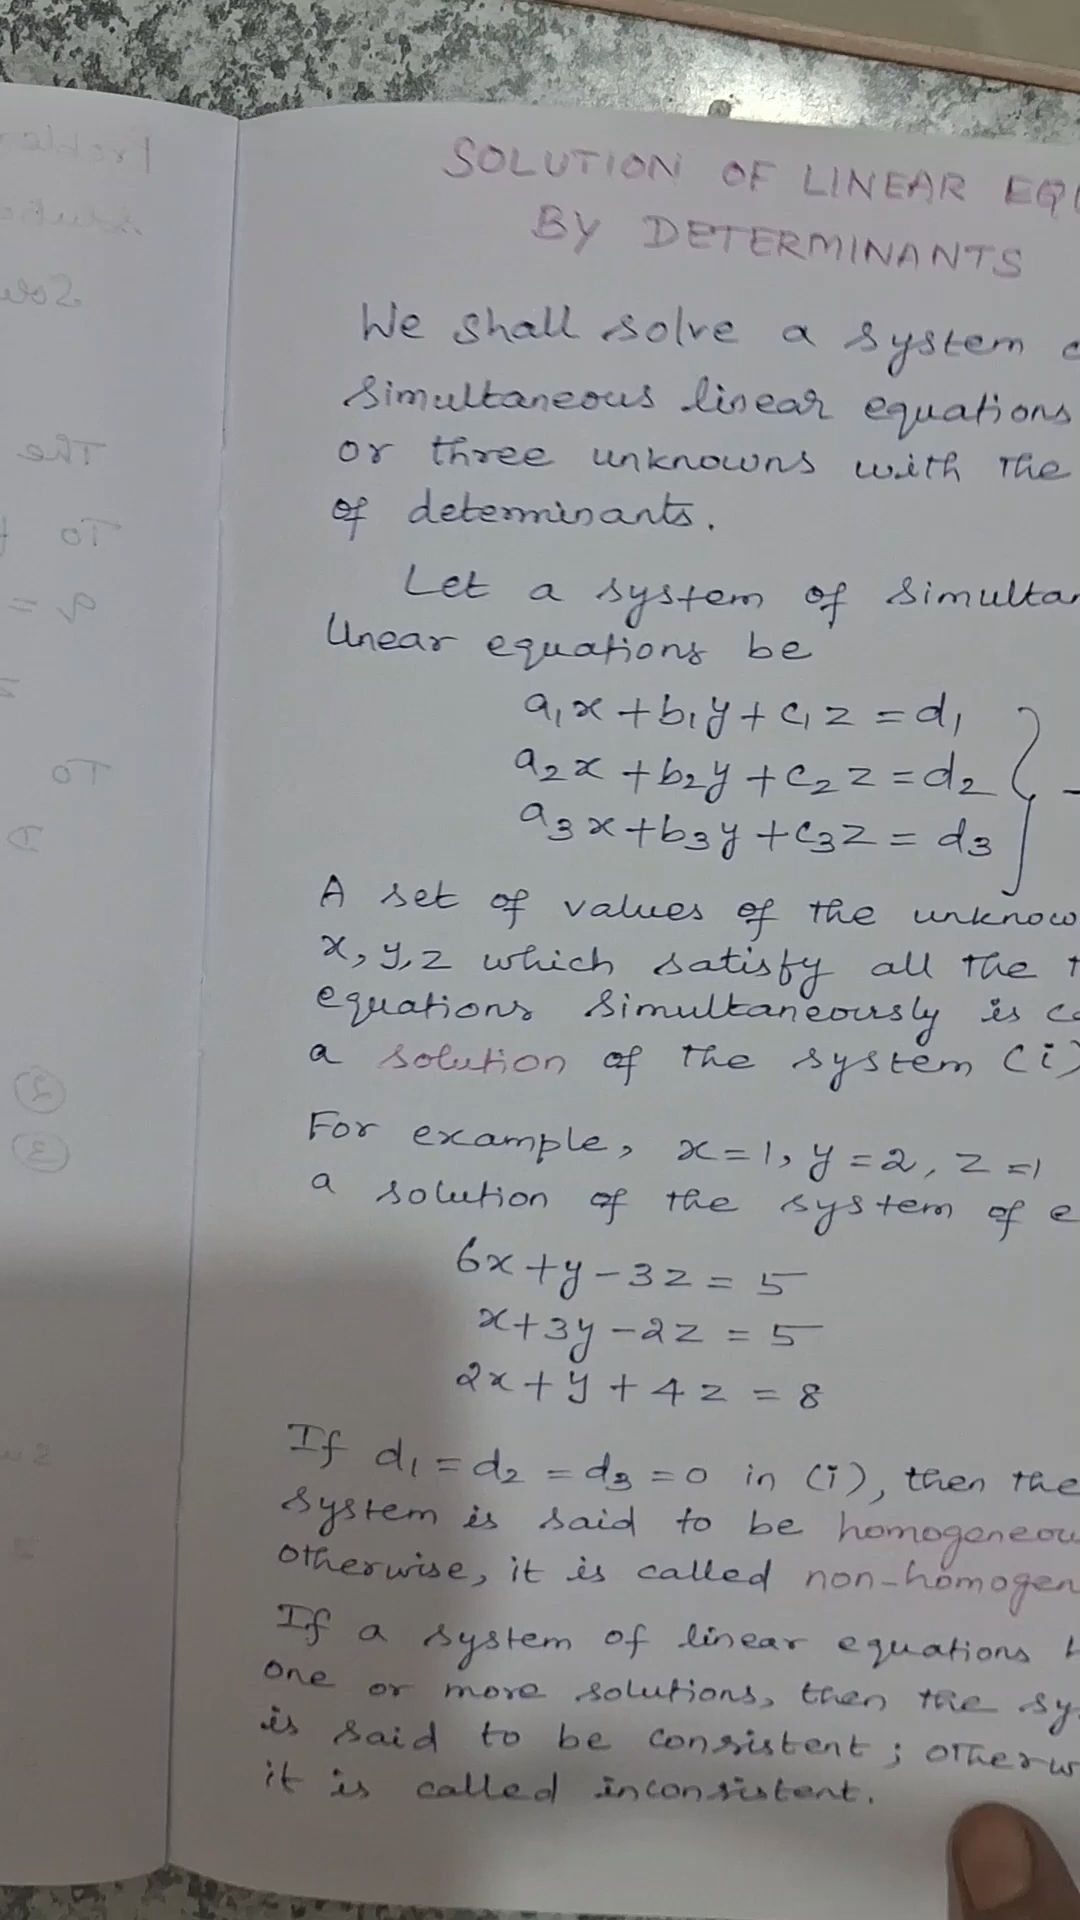 SOLUTION OF LINEAR
BY DETERMINANTS
We shall solve a system
simultaneous linear equations
or three unknowns with the
of determinants.
Let a system of
linear equations be
a₁x + b₁y + c₁z = d₁
a₂x + b₂y + c₂z = d₂
a₃x + b₃y + c₃z = d₃
A set of values of the
x, y, z which satisfy all the
equations simultaneously is
a solution of the system (i)
For example, x = 1, y = 2, z = 1
a solution of the system of
6x + y - 3z = 5
x + 3y - 2z = 5
2x + y + 4z = 8
If d₁ = d₂ = d₃ = 0 in (i), then the
system is said to be
otherwise, it is called
If a system of linear equations
one or more solutions, then the
is said to be consistent;
it is called inconsistent.